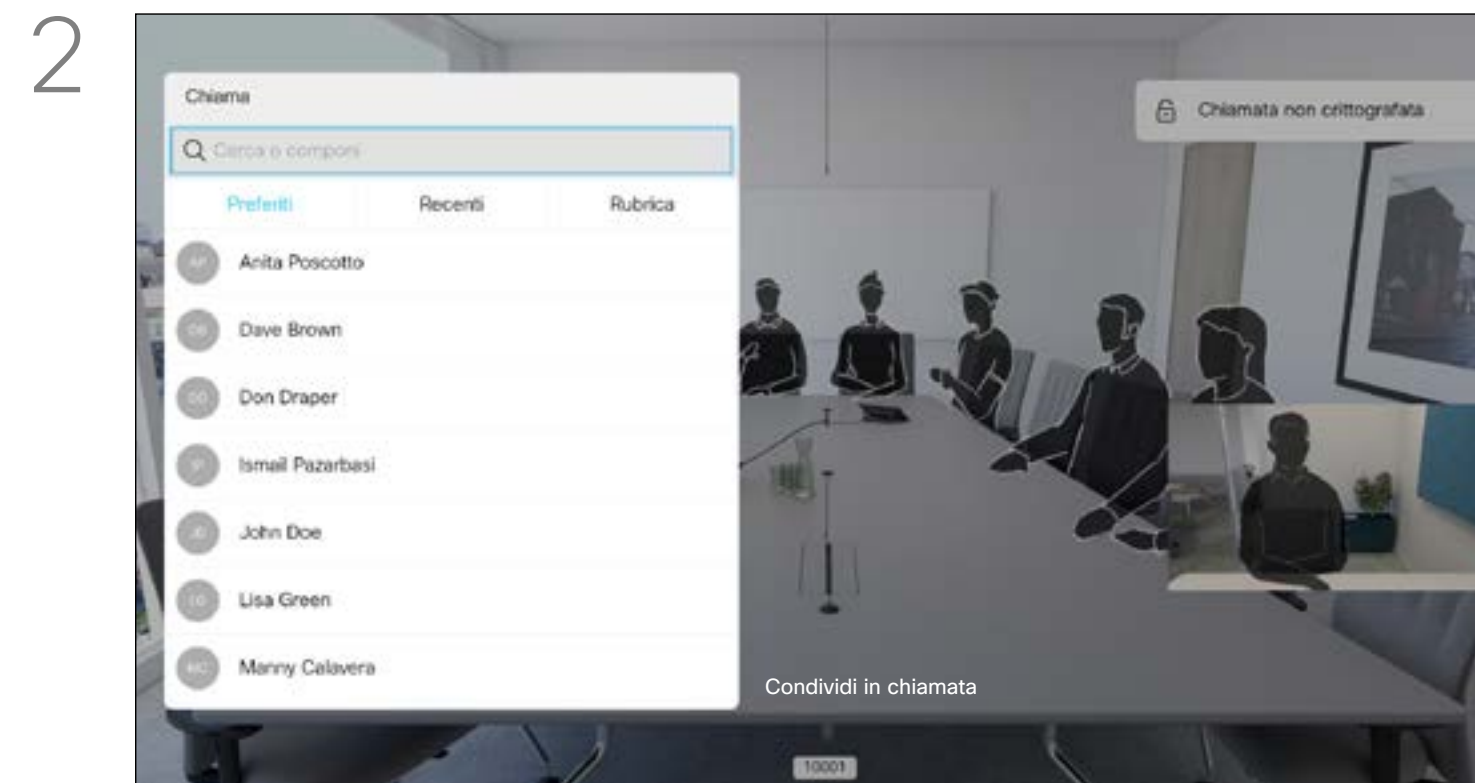 2
Chiama
Chiamata non crittografata
Cerca o componi
Preferiti Recenti Rubrica
Anita Poscotto
Dave Brown
Don Draper
Ismail Pazarbasi
John Doe
Lisa Green
Manny Calavera
Condividi in chiamata
10001